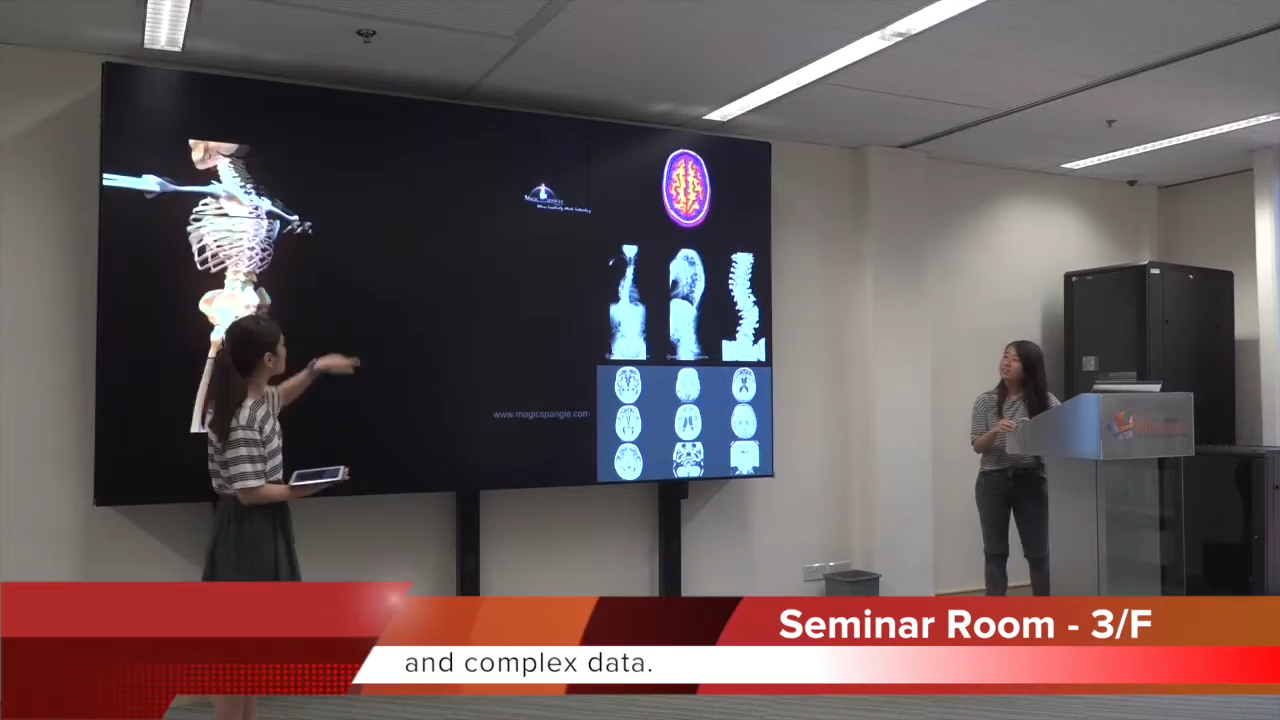 www.magicspangle.com
Seminar Room - 3/F
and complex data.